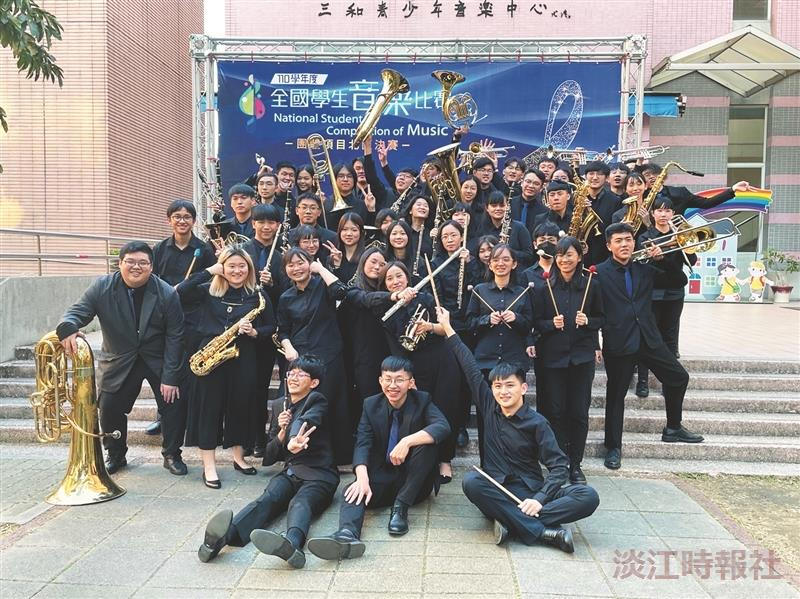 三和青少年音樂中心
110學年度
全國學生音樂比賽
National Student
Competition of Music
淡江時報社